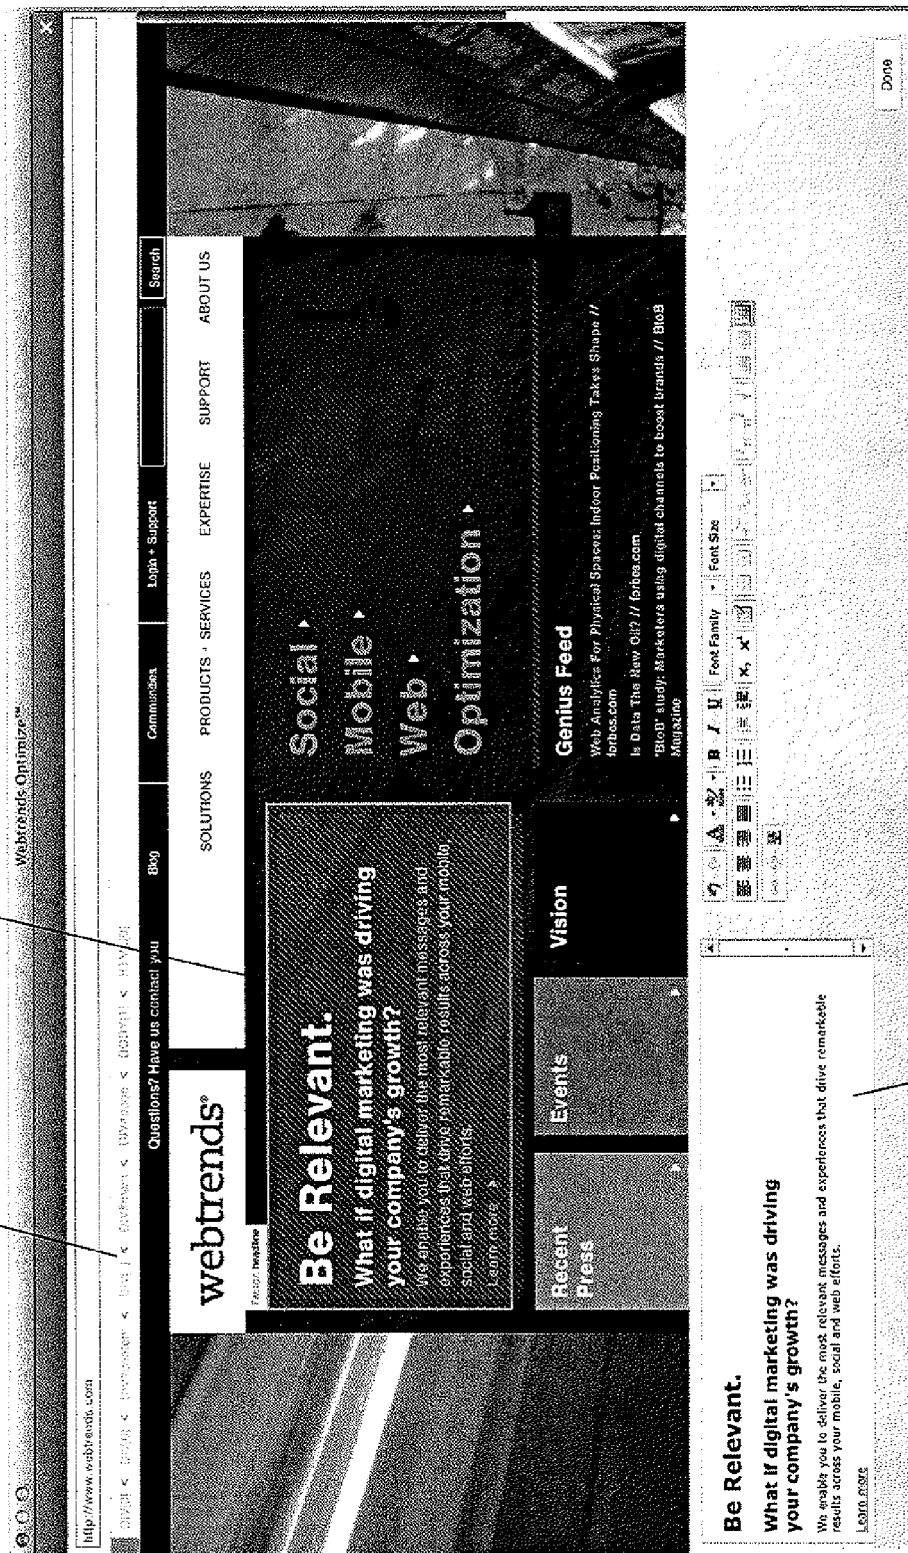 Webtrends Optimize™
http://www.webtrends.com
Questions? Have us contact you
Blog
Communities
Login + Support
Search
webtrends®
SOLUTIONS
PRODUCTS + SERVICES
EXPERTISE
SUPPORT
ABOUT US
Factor: headline
Be Relevant.
What if digital marketing was driving
your company's growth?
We enable you to deliver the most relevant messages and
experiences that drive remarkable results across your mobile,
social and web efforts.
Learn more
Social
Mobile
Web
Optimization
Recent
Press
Events
Vision
Genius Feed
Web Analytics For Physical Spaces: Indoor Positioning Takes Shape //
forbes.com
Is Data The New Oil? // forbes.com
'BtoB' study: Marketers using digital channels to boost brands // BtoB
Magazine
Be Relevant.
What if digital marketing was driving
your company's growth?
We enable you to deliver the most relevant messages and experiences that drive remarkable
results across your mobile, social and web efforts.
Learn more
A
B I U
Font Family
Font Size
Done